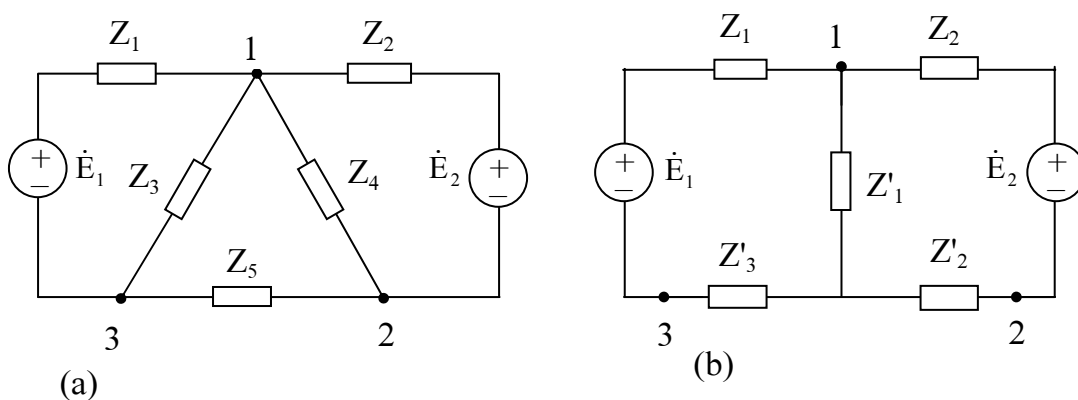 Z₁
1
Z₂
+
−
Ė₁
Z₃
Z₄
Ė₂
+
−
Z₅
3
2
(a)
Z₁
1
Z₂
+
−
Ė₁
Z'₁
Ė₂
+
−
Z'₃
Z'₂
3
2
(b)